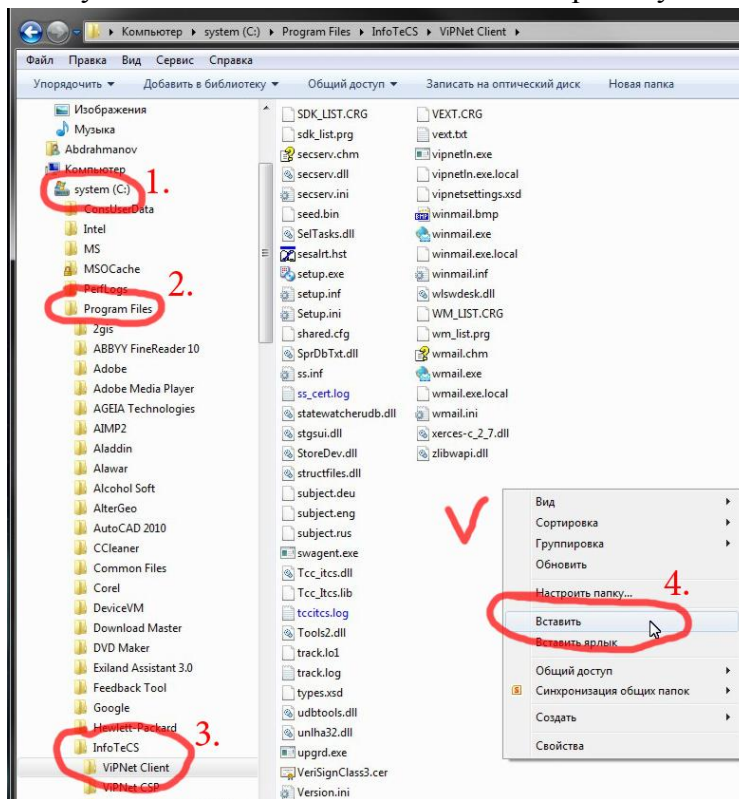 Компьютер ▸ system (C:) ▸ Program Files ▸ InfoTeCS ▸ ViPNet Client ▸
Файл Правка Вид Сервис Справка
Упорядочить Добавить в библиотеку Общий доступ Записать на оптический диск Новая папка
Изображения
Музыка
Abdrahmanov
Компьютер
system (C:)
1.
ConsUserData
Intel
MS
MSOCache
PerfLogs
2.
Program Files
2gis
ABBYY FineReader 10
Adobe
Adobe Media Player
AGEIA Technologies
AIMP2
Aladdin
Alawar
Alcohol Soft
AlterGeo
AutoCAD 2010
CCleaner
Common Files
Corel
DeviceVM
Download Master
DVD Maker
Exiland Assistant 3.0
Feedback Tool
Google
Hewlett-Packard
3.
InfoTeCS
ViPNet Client
ViPNet CSP
SDK_LIST.CRG
sdk_list.prg
secserv.chm
secserv.dll
secserv.ini
seed.bin
SelTasks.dll
sesalrt.hst
setup.exe
setup.inf
Setup.ini
shared.cfg
SprDbTxt.dll
ss.inf
ss_cert.log
statewatcherudb.dll
stgsui.dll
StoreDev.dll
structfiles.dll
subject.deu
subject.eng
subject.rus
swagent.exe
Tcc_itcs.dll
Tcc_Itcs.lib
tccitcs.log
Tools2.dll
track.lo1
track.log
types.xsd
udbtools.dll
unlha32.dll
upgrd.exe
VeriSignClass3.cer
Version.ini
VEXT.CRG
vext.txt
vipnetIn.exe
vipnetIn.exe.local
vipnetsettings.xsd
winmail.bmp
winmail.exe
winmail.exe.local
winmail.inf
wlswdesk.dll
WM_LIST.CRG
wm_list.prg
wmail.chm
wmail.exe
wmail.exe.local
wmail.ini
xerces-c_2_7.dll
zlibwapi.dll
Вид
Сортировка
Группировка
Обновить
Настроить папку...
4.
Вставить
Вставить ярлык
Общий доступ
Синхронизация общих папок
Создать
Свойства